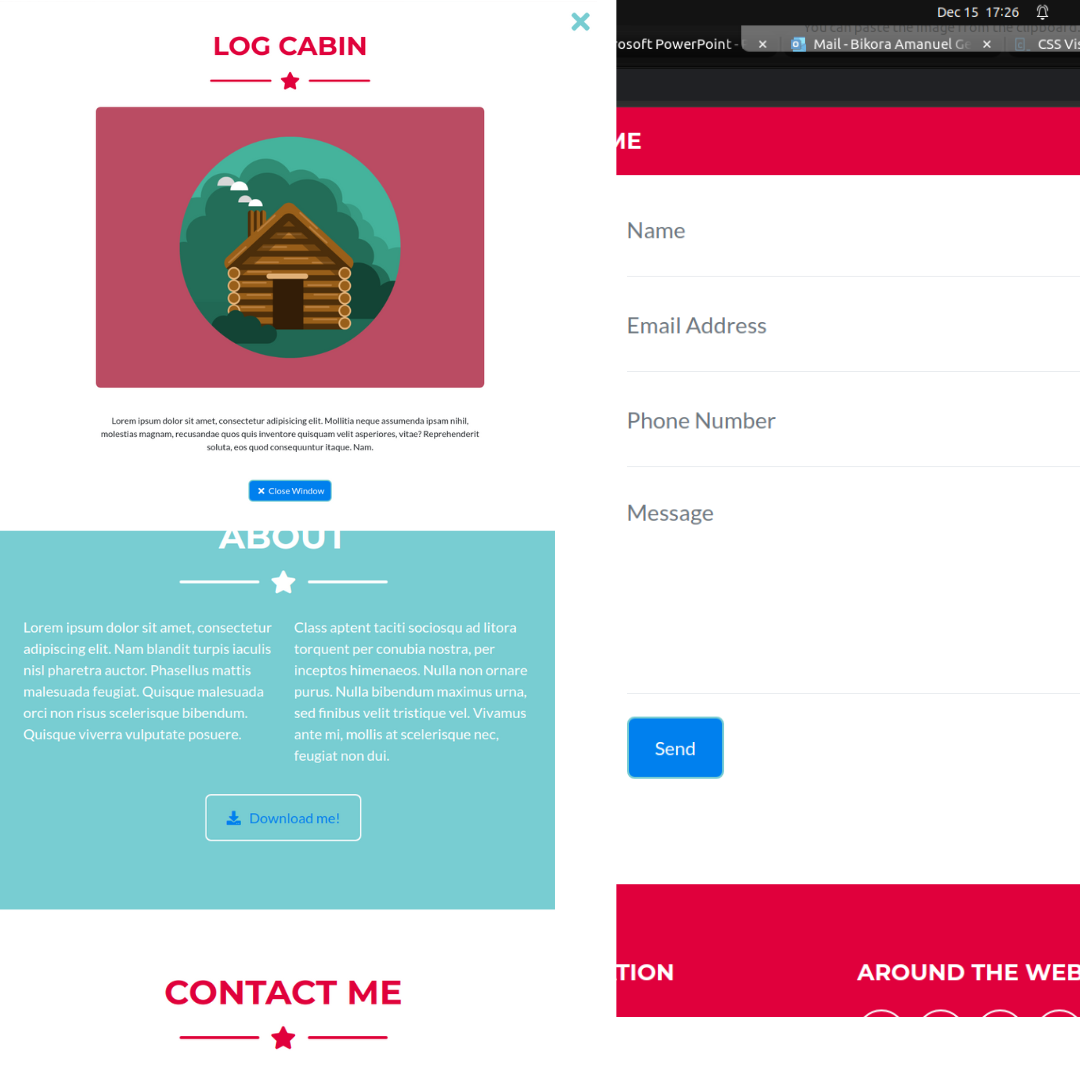 LOG CABIN
Lorem ipsum dolor sit amet, consectetur adipisicing elit. Mollitia neque assumenda ipsam nihil,
molestias magnam, recusandae quos quis inventore quisquam velit asperiores, vitae? Reprehenderit
soluta, eos quod consequuntur itaque. Nam.
Close Window
ABOUT
Lorem ipsum dolor sit amet, consectetur
adipiscing elit. Nam blandit turpis iaculis
nisl pharetra auctor. Phasellus mattis
malesuada feugiat. Quisque malesuada
orci non risus scelerisque bibendum.
Quisque viverra vulputate posuere.
Class aptent taciti sociosqu ad litora
torquent per conubia nostra, per
inceptos himenaeos. Nulla non ornare
purus. Nulla bibendum maximus urna,
sed finibus velit tristique vel. Vivamus
ante mi, mollis at scelerisque nec,
feugiat non dui.
Download me!
CONTACT ME
Dec 15 17:26
You can paste the image from the clipboard.
rosoft PowerPoint -
Mail - Bikora Amanuel Ge
CSS Vis
ME
Name
Email Address
Phone Number
Message
Send
TION
AROUND THE WEB